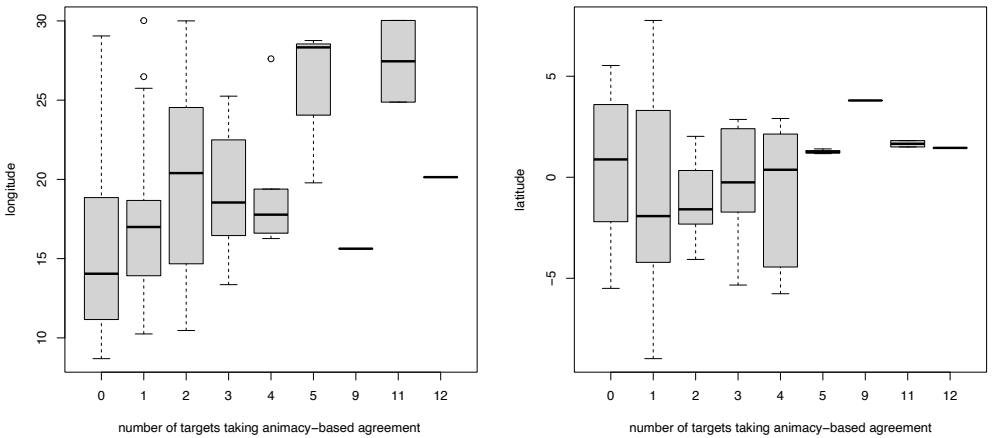 longitude
30
25
20
15
10
0 1 2 3 4 5 9 11 12
number of targets taking animacy−based agreement
latitude
5
0
−5
0 1 2 3 4 5 9 11 12
number of targets taking animacy−based agreement